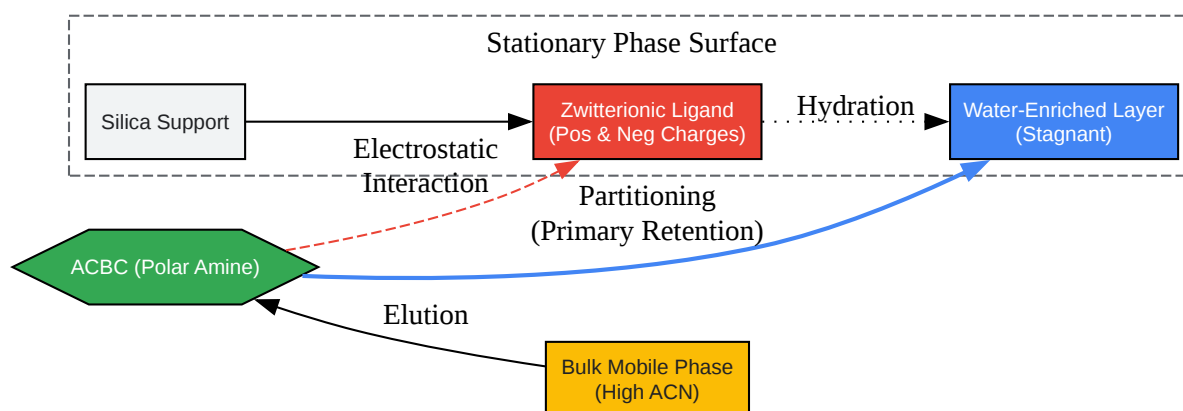 Stationary Phase Surface
Silica Support
Zwitterionic Ligand
(Pos & Neg Charges)
Hydration
Water-Enriched Layer
(Stagnant)
Electrostatic
Interaction
Partitioning
(Primary Retention)
ACBC (Polar Amine)
Elution
Bulk Mobile Phase
(High ACN)